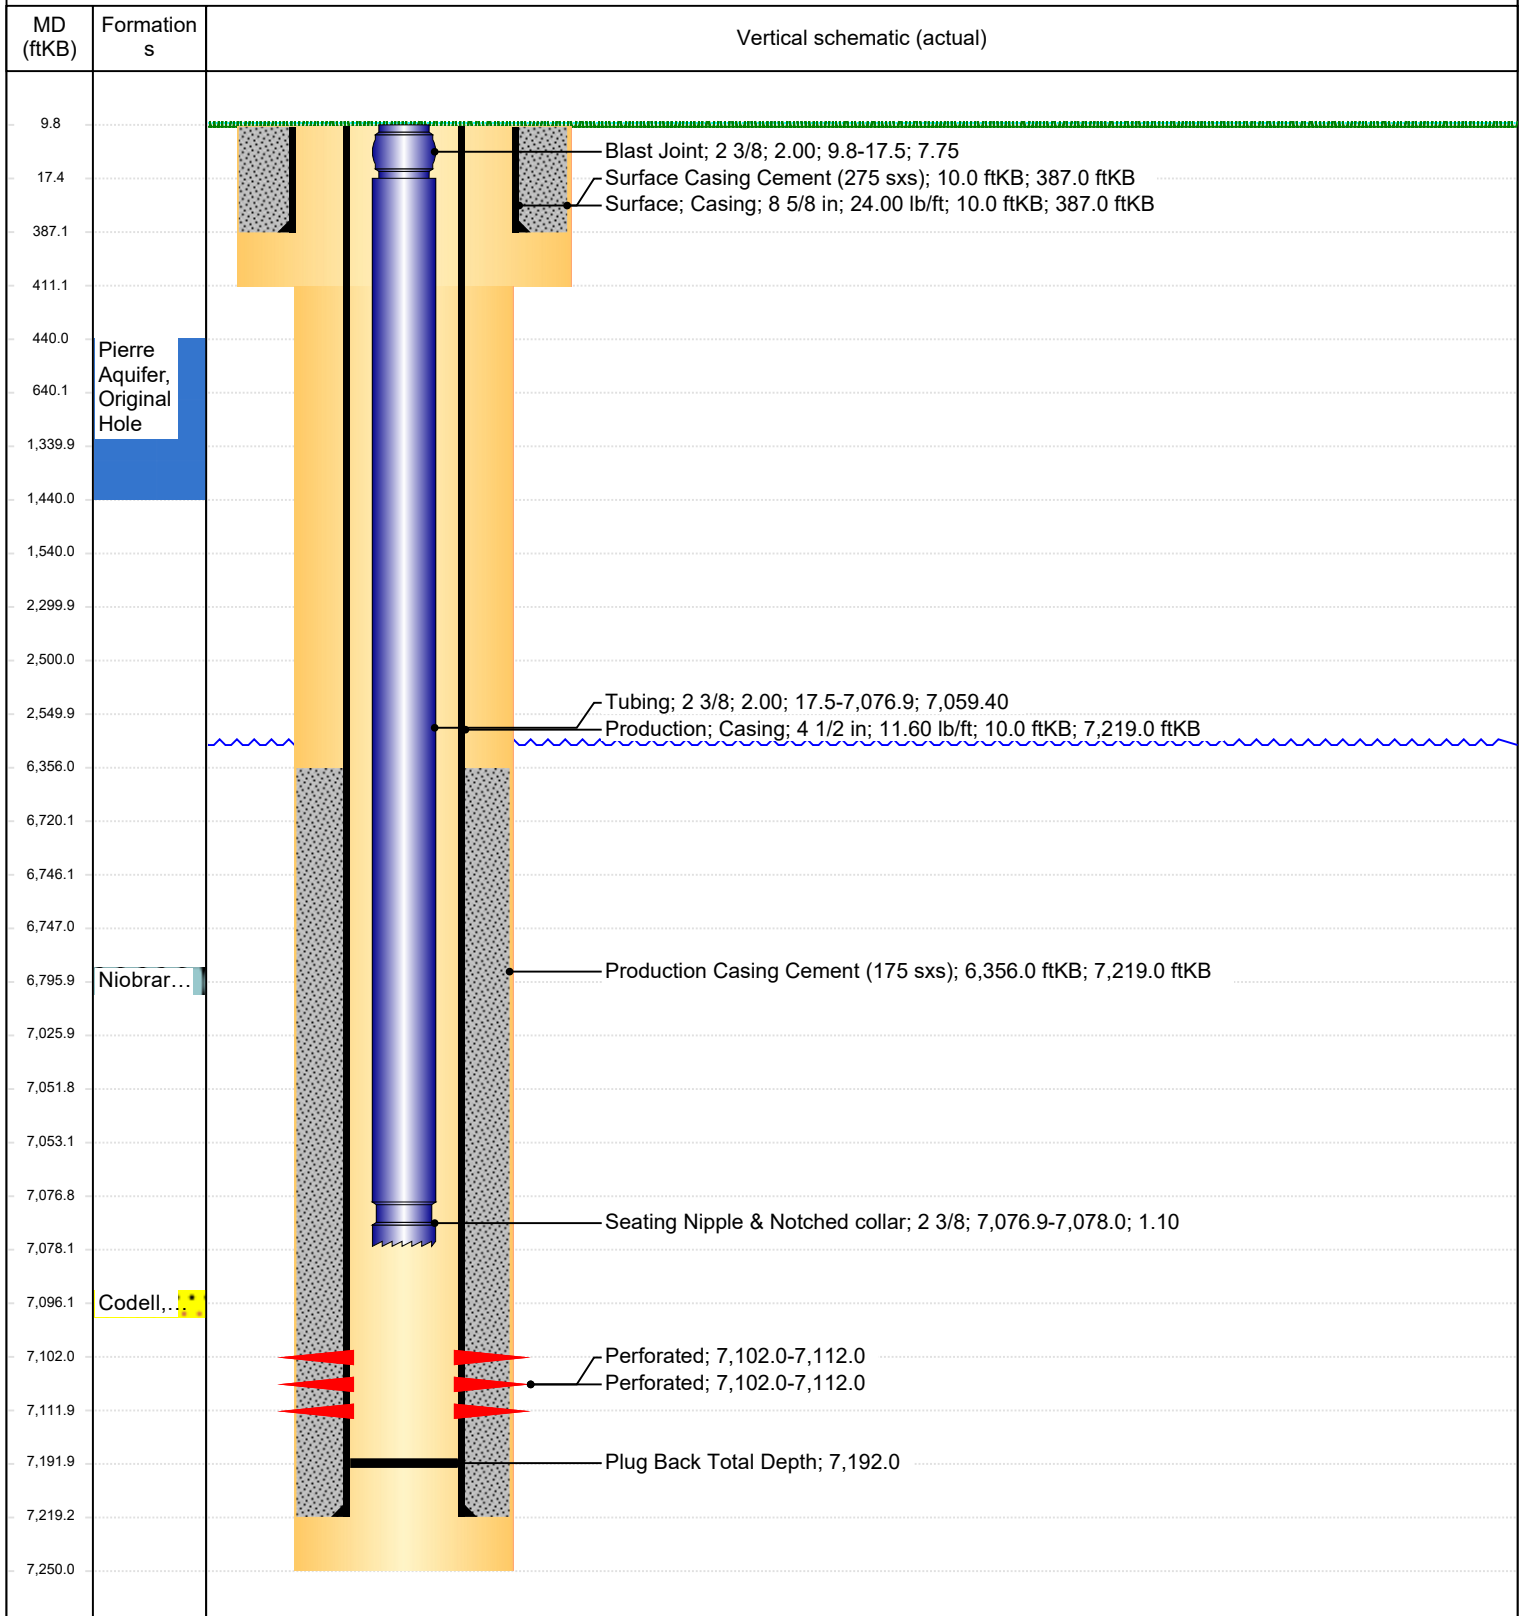 MD
(ftKB)
Formation
s
Vertical schematic (actual)
9.8
Blast Joint; 2 3/8; 2.00; 9.8-17.5; 7.75
17.4
Surface Casing Cement (275 sxs); 10.0 ftKB; 387.0 ftKB
Surface; Casing; 8 5/8 in; 24.00 lb/ft; 10.0 ftKB; 387.0 ftKB
387.1
411.1
440.0
Pierre
Aquifer,
Original
Hole
640.1
1,339.9
1,440.0
1,540.0
2,299.9
2,500.0
Tubing; 2 3/8; 2.00; 17.5-7,076.9; 7,059.40
2,549.9
Production; Casing; 4 1/2 in; 11.60 lb/ft; 10.0 ftKB; 7,219.0 ftKB
6,356.0
6,720.1
6,746.1
6,747.0
Production Casing Cement (175 sxs); 6,356.0 ftKB; 7,219.0 ftKB
6,795.9
Niobrar...
7,025.9
7,051.8
7,053.1
7,076.8
Seating Nipple & Notched collar; 2 3/8; 7,076.9-7,078.0; 1.10
7,078.1
7,096.1
Codell,...
7,102.0
Perforated; 7,102.0-7,112.0
Perforated; 7,102.0-7,112.0
7,111.9
7,191.9
Plug Back Total Depth; 7,192.0
7,219.2
7,250.0